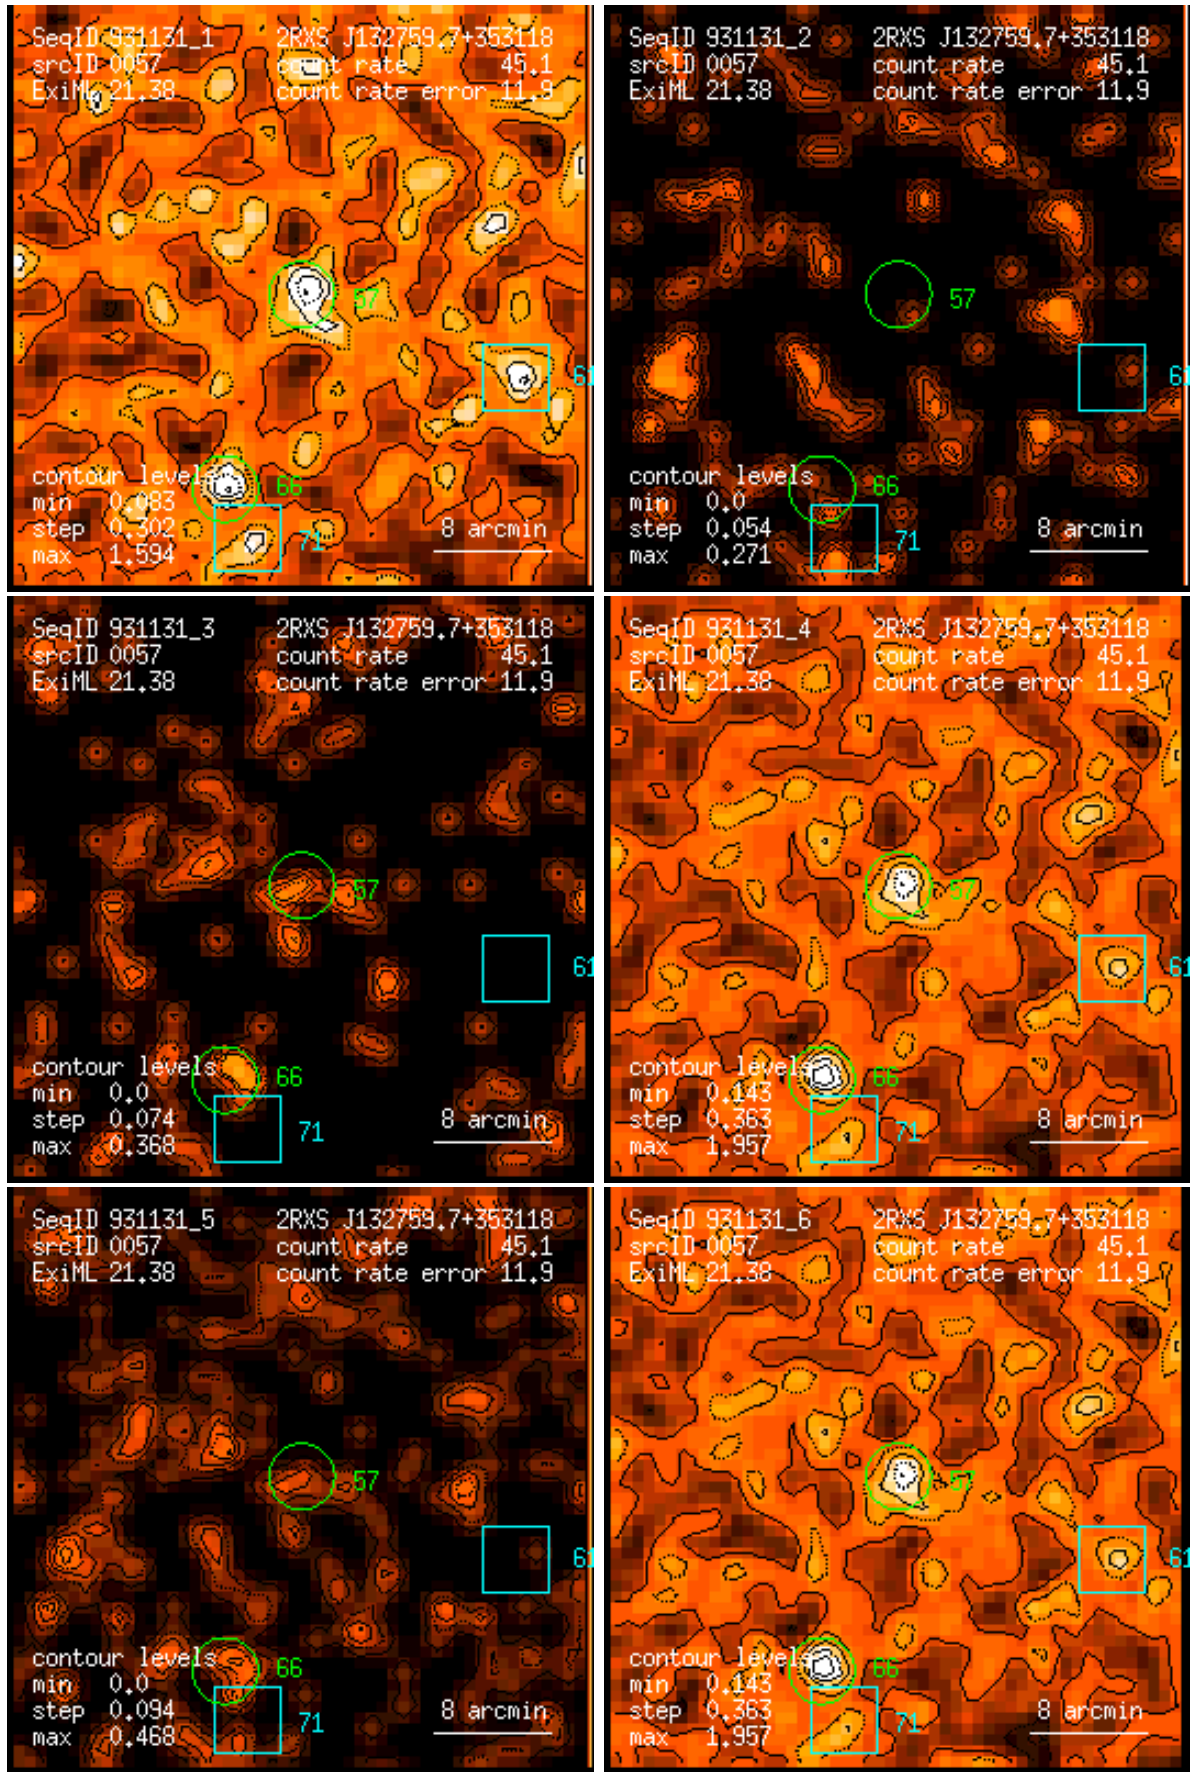 SeqID 931131_1 2RXS J132759.7+353118
srcID 0057 count rate 45.1
ExiML 21.38 count rate error 11.9
57
61
contour levels 66
min 0.083
step 0.302 8 arcmin
max 1.594 71
SeqID 931131_2 2RXS J132759.7+353118
srcID 0057 count rate 45.1
ExiML 21.38 count rate error 11.9
57
61
contour levels 66
min 0.0
step 0.054 8 arcmin
max 0.271 71
SeqID 931131_3 2RXS J132759.7+353118
srcID 0057 count rate 45.1
ExiML 21.38 count rate error 11.9
57
61
contour levels 66
min 0.0
step 0.074 8 arcmin
max 0.368 71
SeqID 931131_4 2RXS J132759.7+353118
srcID 0057 count rate 45.1
ExiML 21.38 count rate error 11.9
57
61
contour levels 66
min 0.143
step 0.363 8 arcmin
max 1.957 71
SeqID 931131_5 2RXS J132759.7+353118
srcID 0057 count rate 45.1
ExiML 21.38 count rate error 11.9
57
61
contour levels 66
min 0.0
step 0.094 8 arcmin
max 0.468 71
SeqID 931131_6 2RXS J132759.7+353118
srcID 0057 count rate 45.1
ExiML 21.38 count rate error 11.9
57
61
contour levels 66
min 0.143
step 0.363 8 arcmin
max 1.957 71